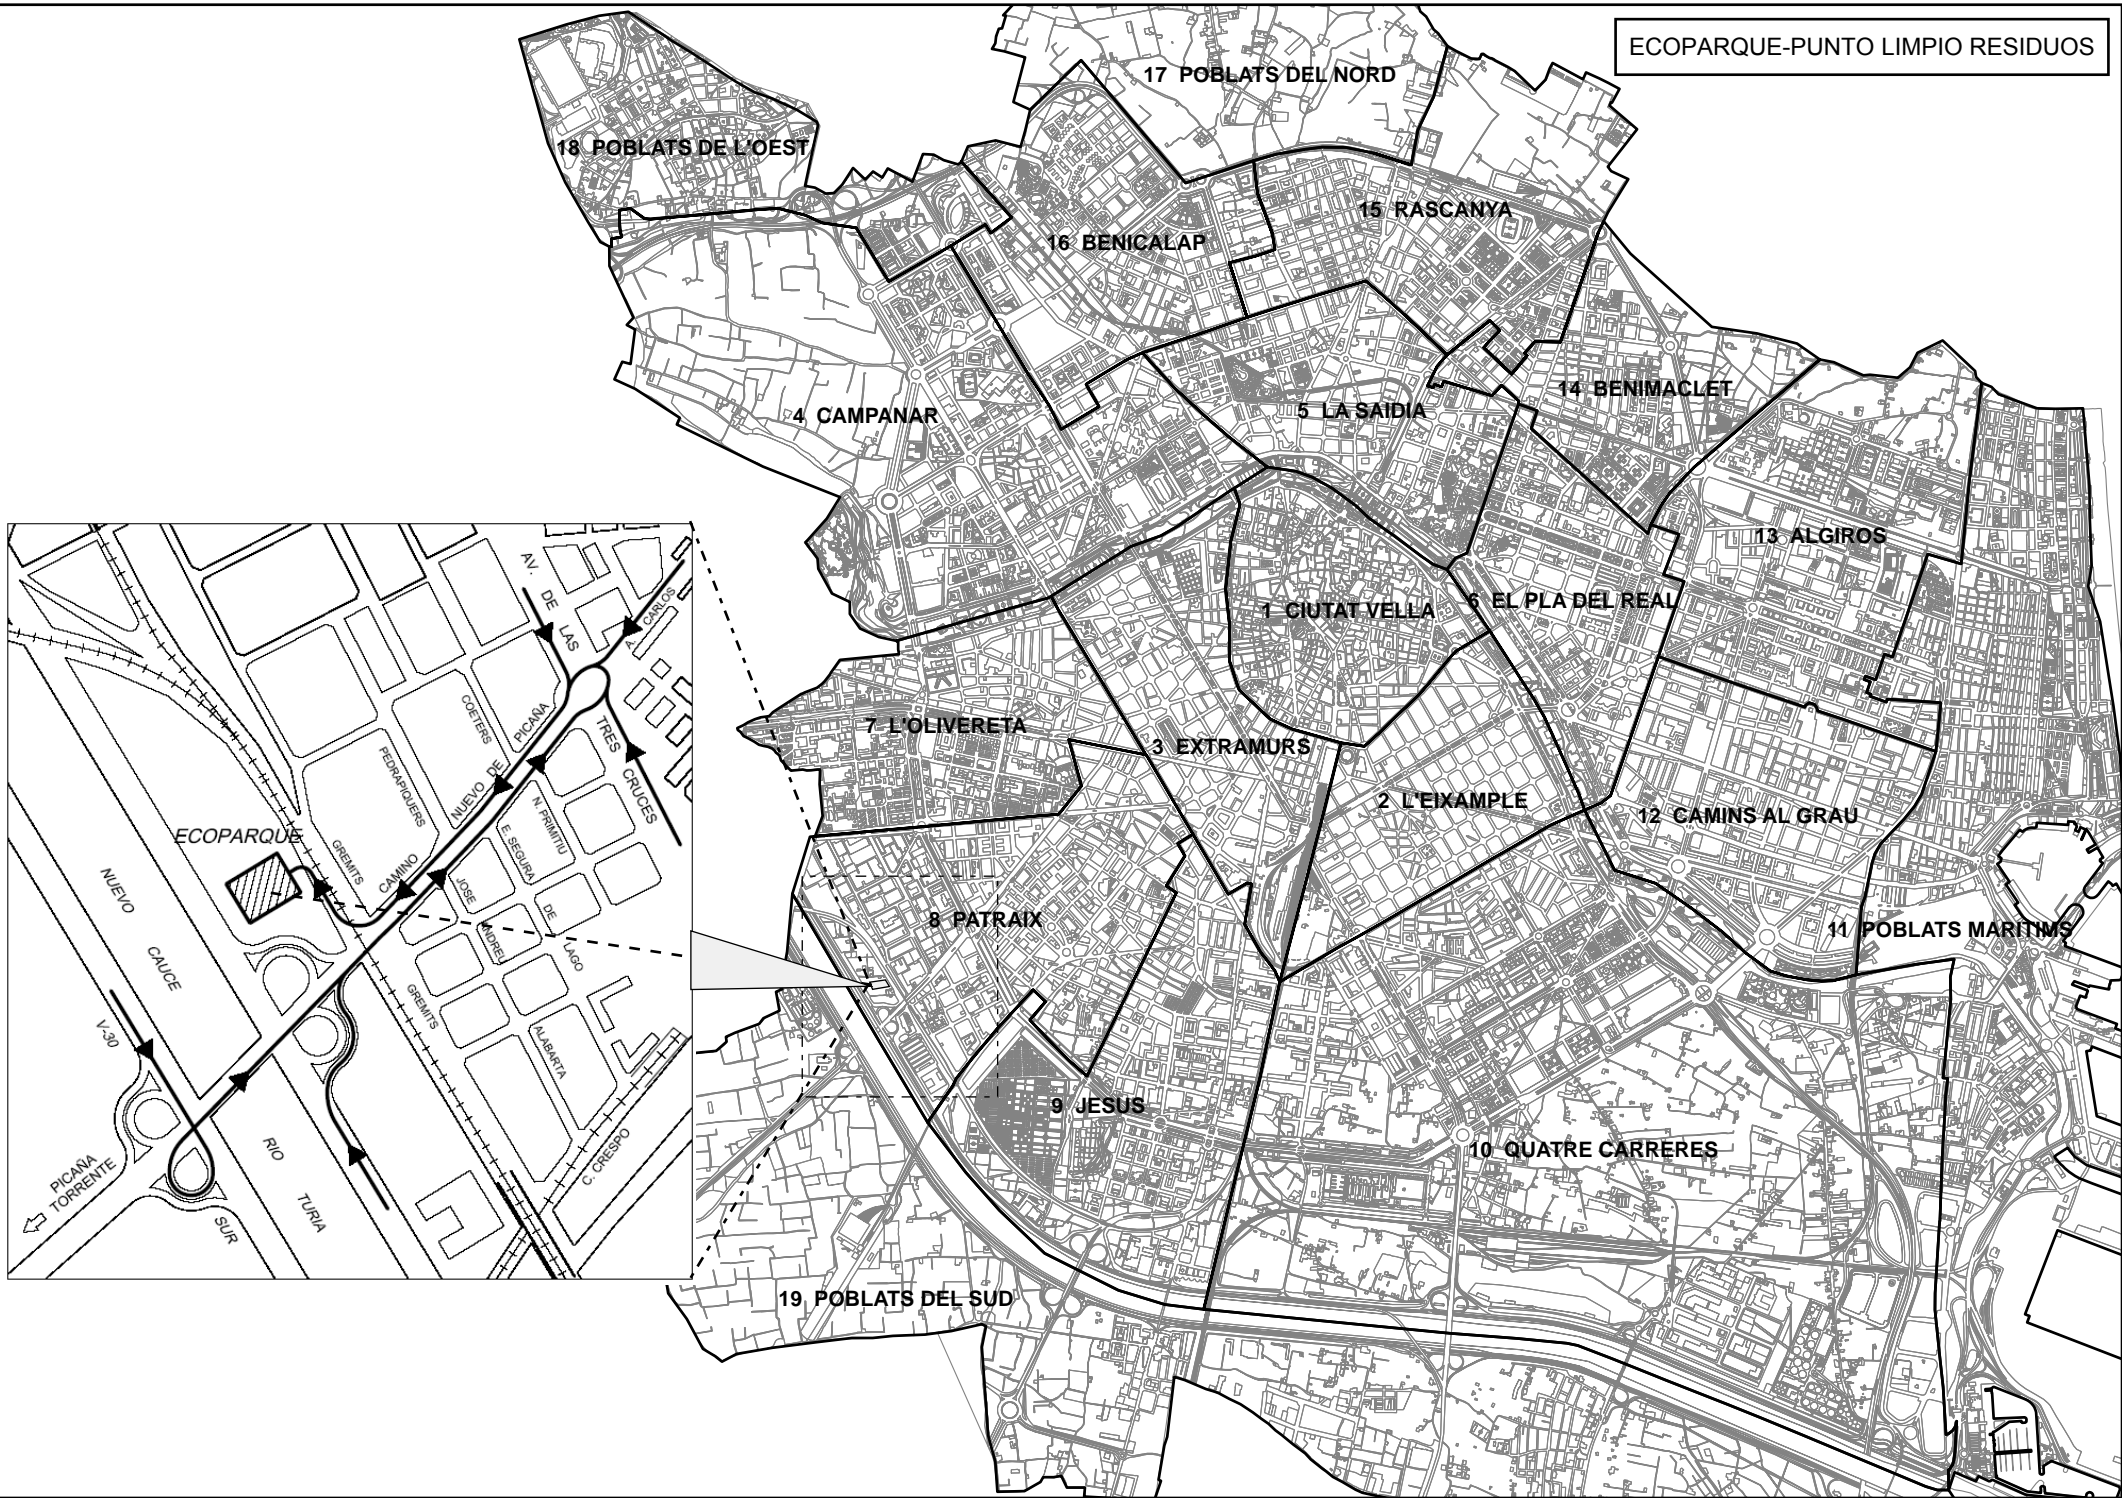 ECOPARQUE-PUNTO LIMPIO RESIDUOS
17 POBLATS DEL NORD
18 POBLATS DE L'OEST
15 RASCANYA
16 BENICALAP
14 BENIMACLET
5 LA SAIDIA
4 CAMPANAR
13 ALGIROS
1 CIUTAT VELLA
6 EL PLA DEL REAL
7 L'OLIVERETA
3 EXTRAMURS
2 L'EIXAMPLE
12 CAMINS AL GRAU
8 PATRAIX
11 POBLATS MARITIMS
9 JESUS
10 QUATRE CARRERES
19 POBLATS DEL SUD
AV. DE LAS
TRES CRUCES
CARLOS
COETERS
PEDRAPIQUERS
CAMINO NUEVO DE PICAÑA
N. PRIMITIU
E. SEGURA DE LAGO
ECOPARQUE
GREMITS
JOSE ANDREU
GREMITS
ALABARTA
NUEVO CAUCE
RIO TURIA
V-30
SUR
PICAÑA
TORRENTE
C. CRESPO